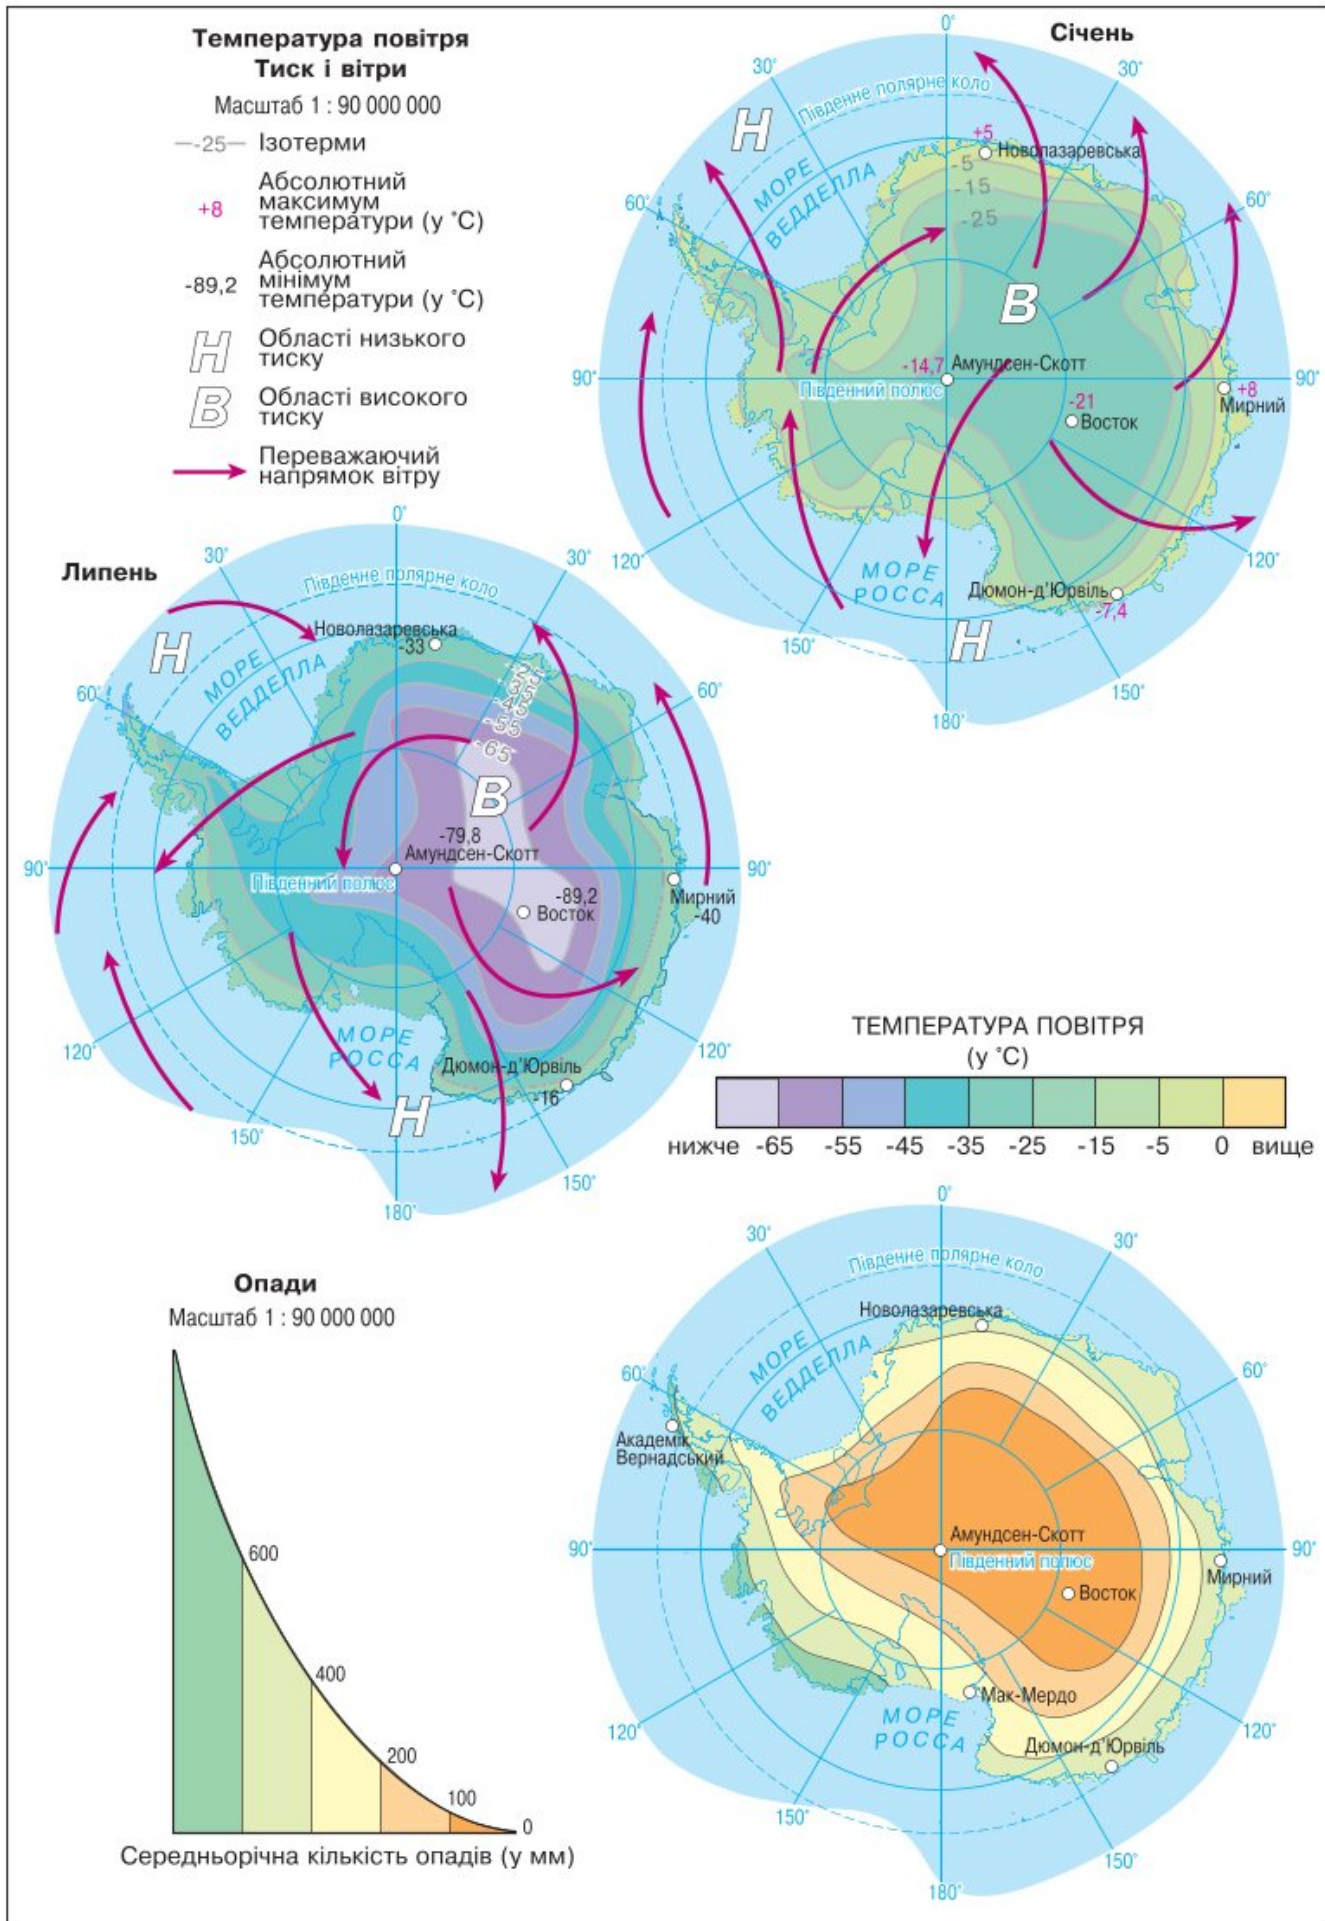 Температура повітря
Тиск і вітри
Масштаб 1 : 90 000 000
-25
Ізотерми
+8
Абсолютний
максимум
температури (у °C)
-89,2
Абсолютний
мінімум
температури (у °C)
Н
Області низького
тиску
В
Області високого
тиску
Переважаючий
напрямок вітру
Січень
0°
30°
30°
Південне полярне коло
Н
+5
Новолазаревська
МОРЕ
ВЕДДЕЛЛА
-5
-15
-25
60°
60°
В
-14,7
Амундсен-Скотт
90°
Південний полюс
90°
-21
Восток
+8
Мирний
120°
120°
МОРЕ
РОССА
Дюмон-д'Юрвіль
-7,4
Н
150°
150°
180°
Липень
0°
30°
30°
Південне полярне коло
Н
Новолазаревська
-33
МОРЕ
ВЕДДЕЛЛА
-25
-35
-45
-55
-65
60°
60°
В
-79,8
Амундсен-Скотт
90°
Південний полюс
90°
-89,2
Восток
Мирний
-40
120°
120°
МОРЕ
РОССА
Дюмон-д'Юрвіль
-16
Н
150°
150°
180°
ТЕМПЕРАТУРА ПОВІТРЯ
(у °C)
нижче -65 -55 -45 -35 -25 -15 -5 0 вище
Опади
Масштаб 1 : 90 000 000
600
400
200
100
0
Середньорічна кількість опадів (у мм)
0°
30°
30°
Південне полярне коло
Новолазаревська
МОРЕ
ВЕДДЕЛЛА
60°
60°
Академік
Вернадський
Амундсен-Скотт
90°
Південний полюс
90°
Восток
Мирний
Мак-Мердо
120°
120°
МОРЕ
РОССА
Дюмон-д'Юрвіль
150°
150°
180°